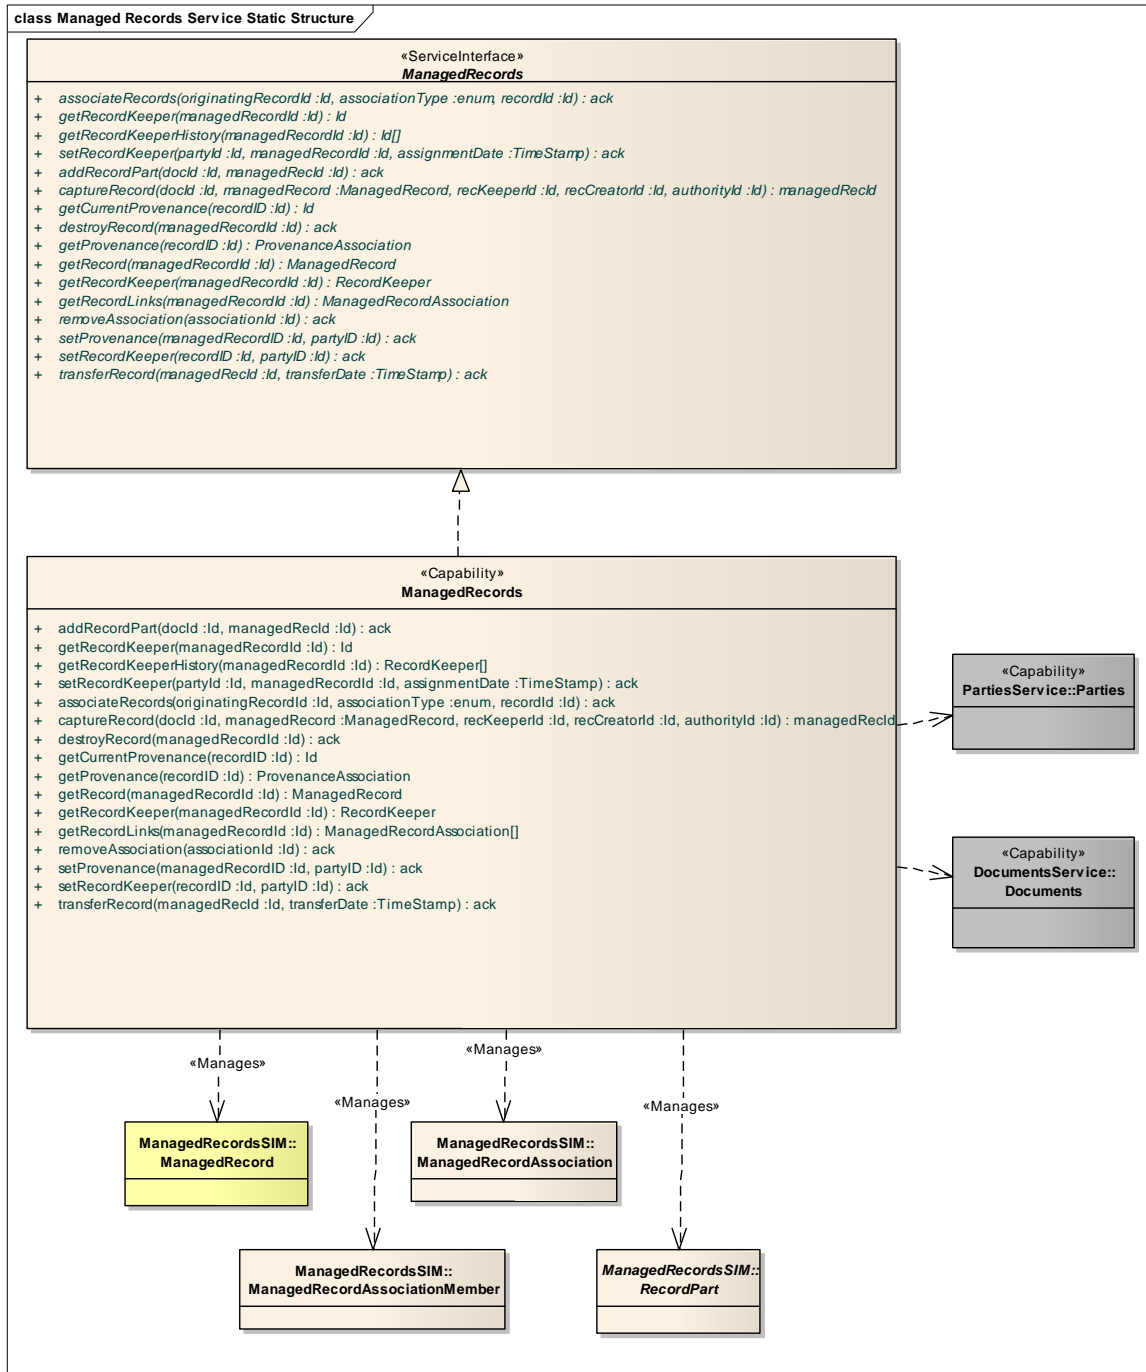 class Managed Records Service Static Structure
«ServiceInterface»
ManagedRecords
+ associateRecords(originatingRecordId :Id, associationType :enum, recordId :Id) : ack
+ getRecordKeeper(managedRecordId :Id) : Id
+ getRecordKeeperHistory(managedRecordId :Id) : Id[]
+ setRecordKeeper(partyId :Id, managedRecordId :Id, assignmentDate :TimeStamp) : ack
+ addRecordPart(docId :Id, managedRecId :Id) : ack
+ captureRecord(docId :Id, managedRecord :ManagedRecord, recKeeperId :Id, recCreatorId :Id, authorityId :Id) : managedRecId
+ getCurrentProvenance(recordID :Id) : Id
+ destroyRecord(managedRecordId :Id) : ack
+ getProvenance(recordID :Id) : ProvenanceAssociation
+ getRecord(managedRecordId :Id) : ManagedRecord
+ getRecordKeeper(managedRecordId :Id) : RecordKeeper
+ getRecordLinks(managedRecordId :Id) : ManagedRecordAssociation
+ removeAssociation(associationId :Id) : ack
+ setProvenance(managedRecordID :Id, partyID :Id) : ack
+ setRecordKeeper(recordID :Id, partyID :Id) : ack
+ transferRecord(managedRecId :Id, transferDate :TimeStamp) : ack
«Capability»
ManagedRecords
+ addRecordPart(docId :Id, managedRecId :Id) : ack
+ getRecordKeeper(managedRecordId :Id) : Id
+ getRecordKeeperHistory(managedRecordId :Id) : RecordKeeper[]
+ setRecordKeeper(partyId :Id, managedRecordId :Id, assignmentDate :TimeStamp) : ack
+ associateRecords(originatingRecordId :Id, associationType :enum, recordId :Id) : ack
+ captureRecord(docId :Id, managedRecord :ManagedRecord, recKeeperId :Id, recCreatorId :Id, authorityId :Id) : managedRecId
+ destroyRecord(managedRecordId :Id) : ack
+ getCurrentProvenance(recordID :Id) : Id
+ getProvenance(recordID :Id) : ProvenanceAssociation
+ getRecord(managedRecordId :Id) : ManagedRecord
+ getRecordKeeper(managedRecordId :Id) : RecordKeeper
+ getRecordLinks(managedRecordId :Id) : ManagedRecordAssociation[]
+ removeAssociation(associationId :Id) : ack
+ setProvenance(managedRecordID :Id, partyID :Id) : ack
+ setRecordKeeper(recordID :Id, partyID :Id) : ack
+ transferRecord(managedRecId :Id, transferDate :TimeStamp) : ack
«Capability»
PartiesService::Parties
«Capability»
DocumentsService::
Documents
«Manages»
«Manages»
«Manages»
«Manages»
ManagedRecordsSIM::
ManagedRecord
ManagedRecordsSIM::
ManagedRecordAssociation
ManagedRecordsSIM::
ManagedRecordAssociationMember
ManagedRecordsSIM::
RecordPart